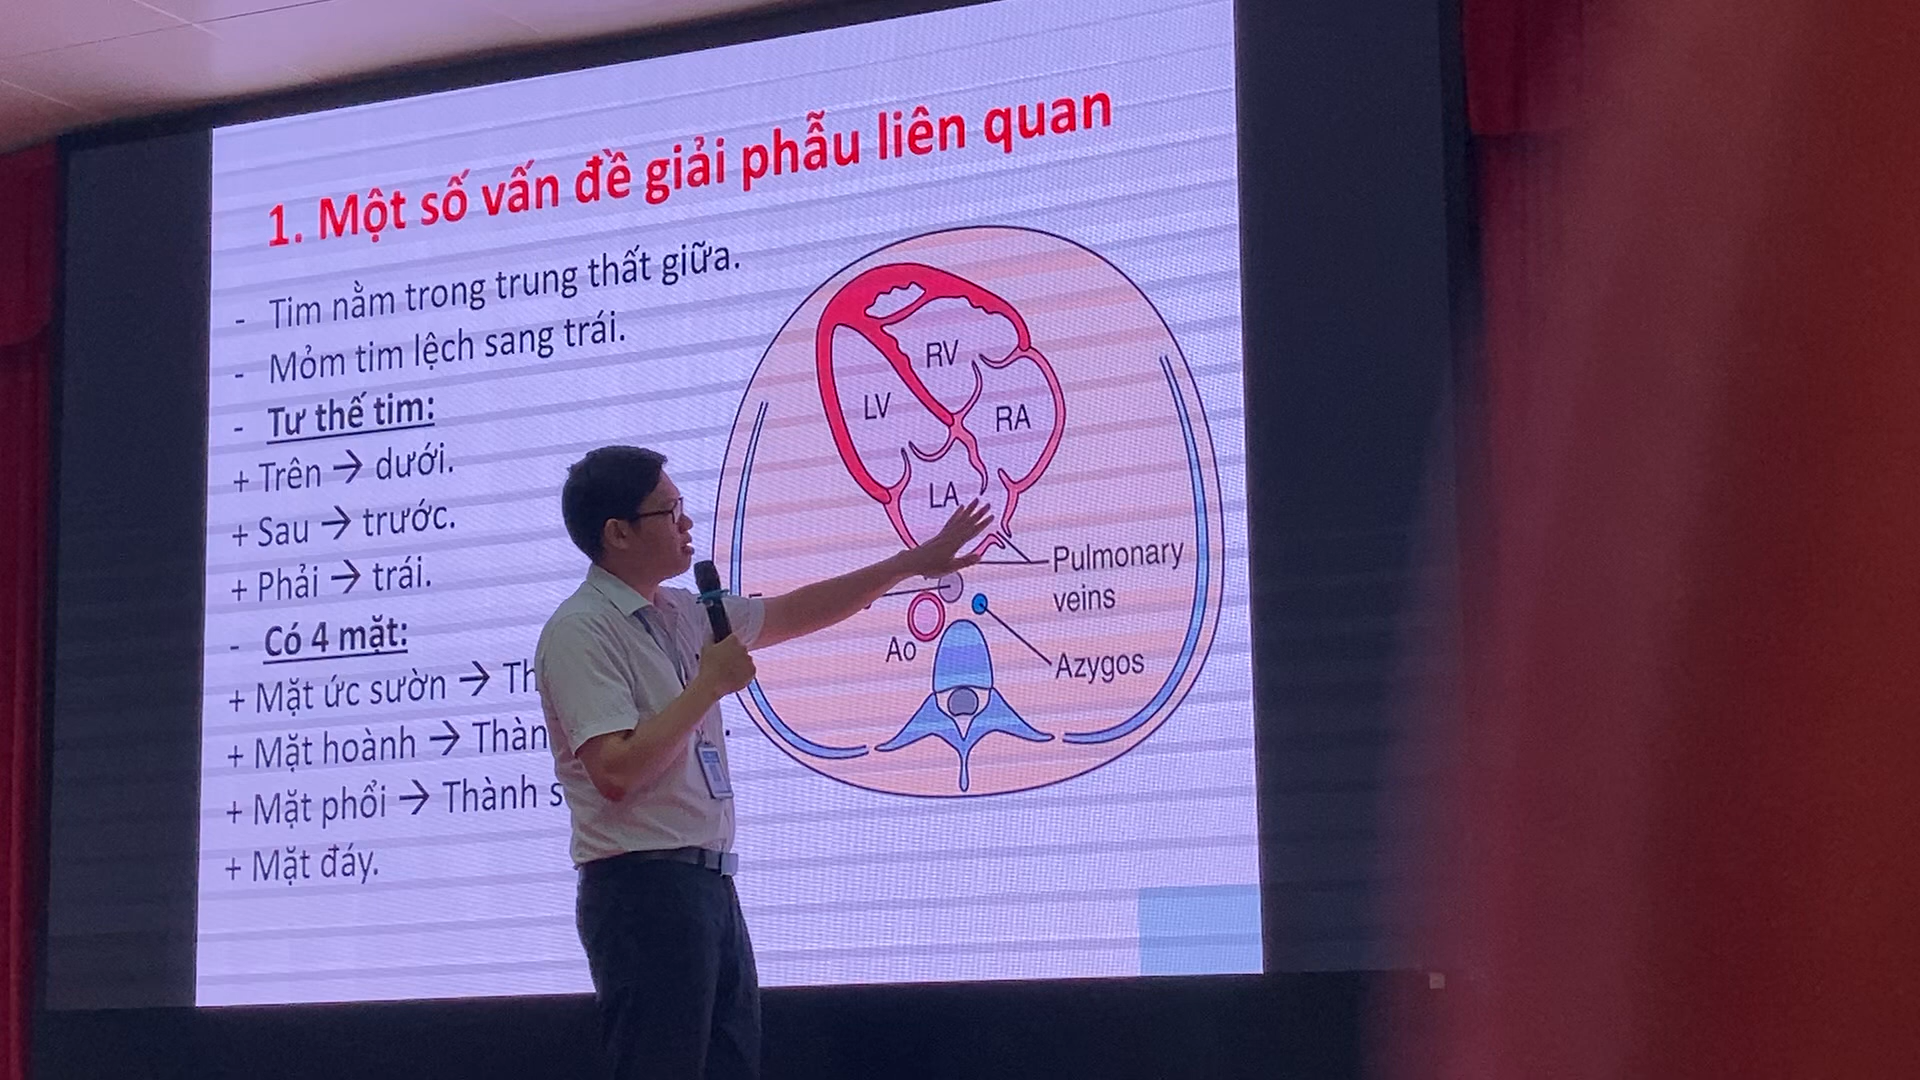 1. Một số vấn đề giải phẫu liên quan
- Tim nằm trong trung thất giữa.
- Mỏm tim lệch sang trái.
- Tư thế tim:
+ Trên → dưới.
+ Sau → trước.
+ Phải → trái.
- Có 4 mặt:
+ Mặt ức sườn →
+ Mặt hoành →
+ Mặt phổi → Thành
+ Mặt đáy.
RV
LV
RA
LA
Pulmonary
veins
Ao
Azygos